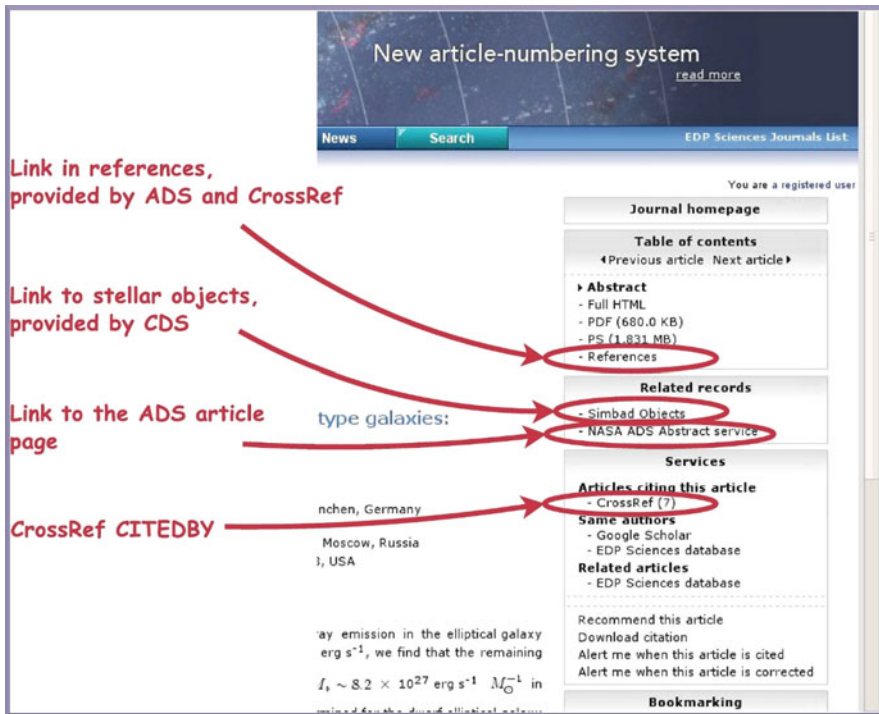 New article-numbering system
read more
News
Search
EDP Sciences Journals List
You are a registered user
Link in references,
provided by ADS and CrossRef
Link to stellar objects,
provided by CDS
Link to the ADS article
page
CrossRef CITEDBY
type galaxies:
nchen, Germany
Moscow, Russia
3, USA
ray emission in the elliptical galaxy
erg s⁻¹, we find that the remaining
∼ 8.2 × 10²⁷ erg s⁻¹ M⊙⁻¹ in
Journal homepage
Table of contents
Previous article Next article
Abstract
- Full HTML
- PDF (680.0 KB)
- PS (1.831 MB)
- References
Related records
- Simbad Objects
- NASA ADS Abstract service
Services
Articles citing this article
- CrossRef (7)
Same authors
- Google Scholar
- EDP Sciences database
Related articles
- EDP Sciences database
Recommend this article
Download citation
Alert me when this article is cited
Alert me when this article is corrected
Bookmarking